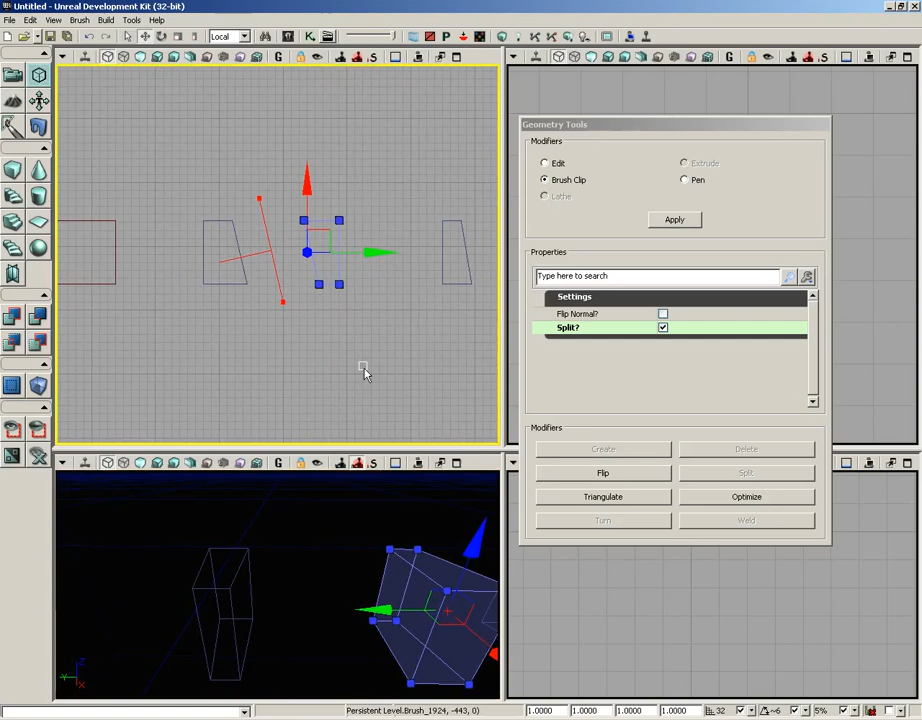 Untitled - Unreal Development Kit (32-bit)
File Edit View Brush Build Tools Help
Local
G
S
G
S
Geometry Tools
Modifiers
Edit
Extrude
Brush Clip
Pen
Lathe
Apply
Properties
Type here to search
Settings
Flip Normal?
Split?
G
S
Modifiers
Create
Delete
Flip
Split
Triangulate
Optimize
Turn
Weld
Z
Y
X
Persistent Level.Brush_1924, -443, 0)
1.0000
1.0000
1.0000
1.0000
32
~6
5%